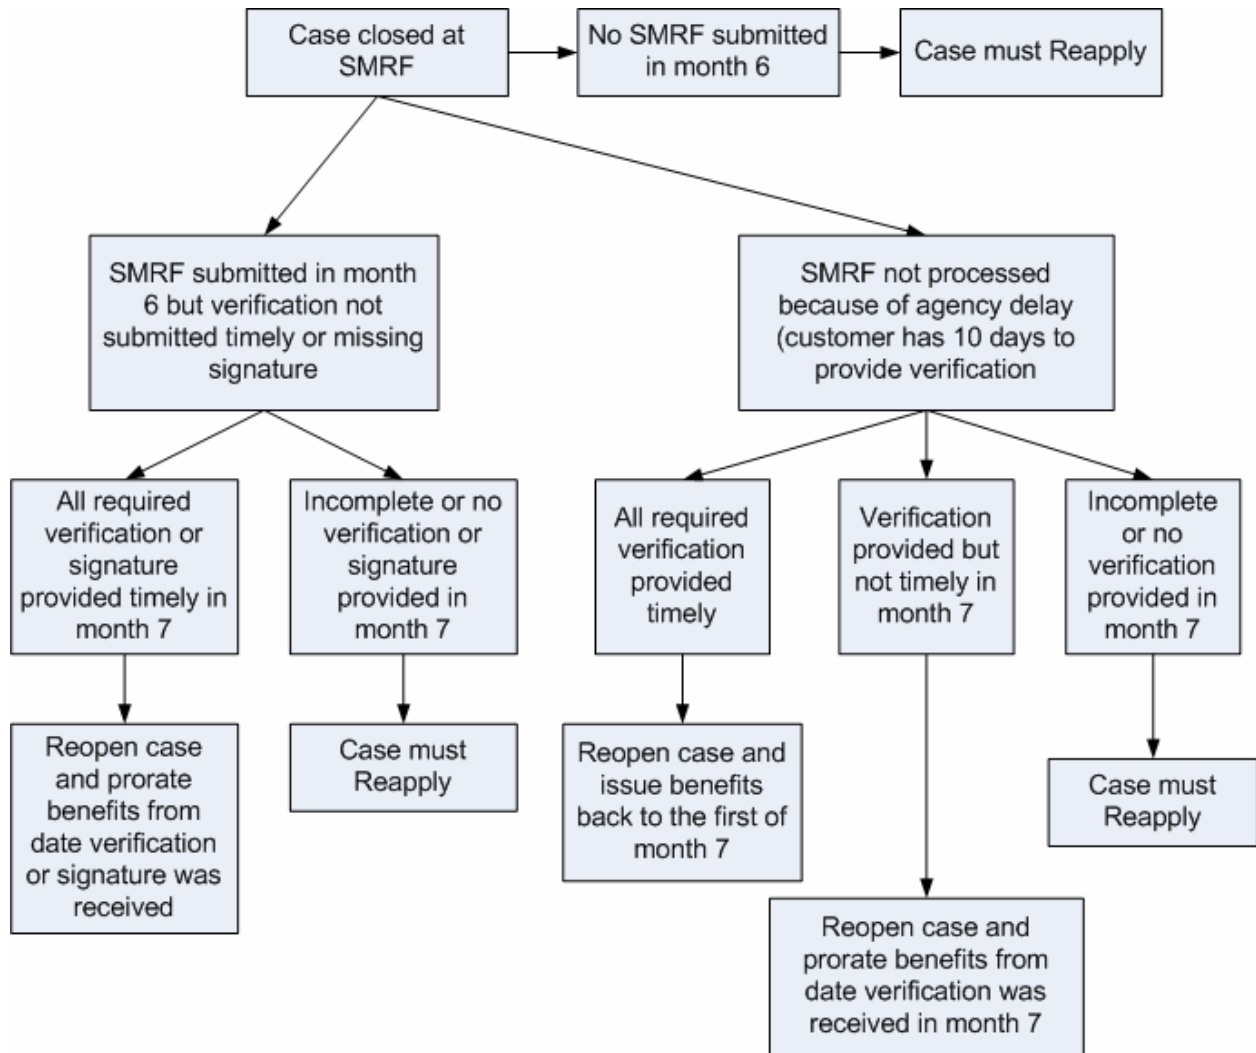 Case closed at
SMRF
No SMRF submitted
in month 6
Case must Reapply
SMRF submitted in month
6 but verification not
submitted timely or missing
signature
SMRF not processed
because of agency delay
(customer has 10 days to
provide verification
All required
verification or
signature
provided timely in
month 7
Incomplete or no
verification or
signature
provided in
month 7
All required
verification
provided
timely
Verification
provided but
not timely in
month 7
Incomplete
or no
verification
provided in
month 7
Reopen case
and prorate
benefits from
date verification
or signature was
received
Case must
Reapply
Reopen case and
issue benefits
back to the first of
month 7
Case must
Reapply
Reopen case and
prorate benefits from
date verification was
received in month 7